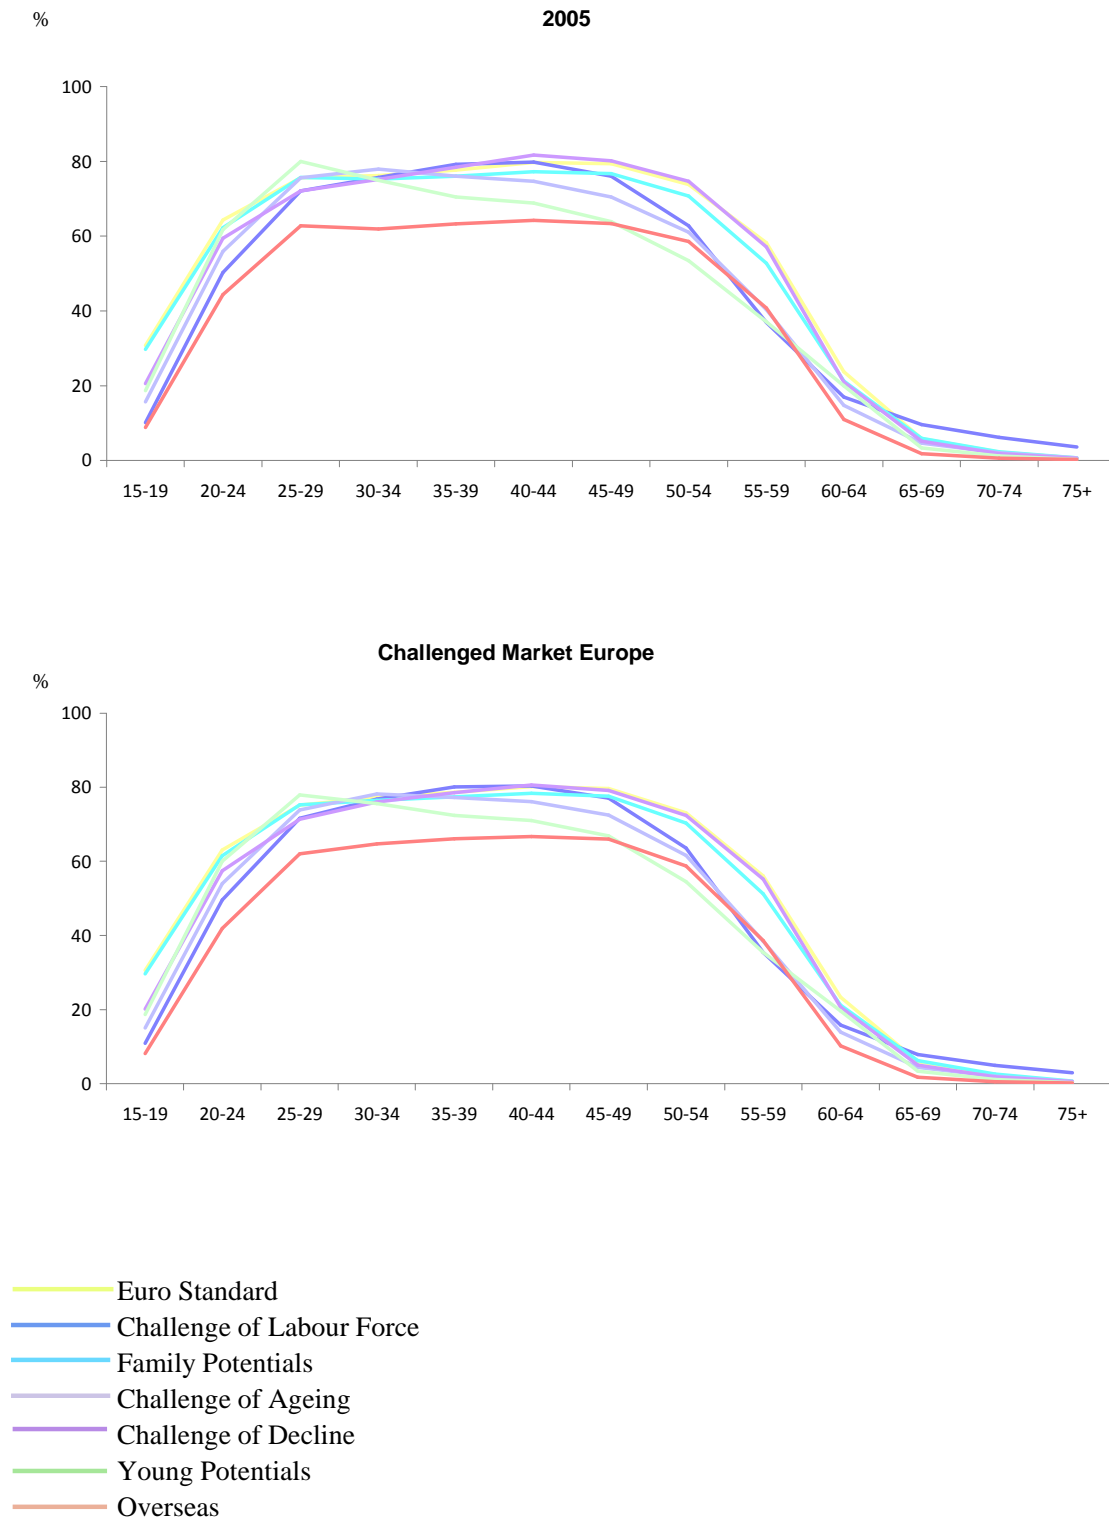 %
2005
100
80
60
40
20
0
15-19 20-24 25-29 30-34 35-39 40-44 45-49 50-54 55-59 60-64 65-69 70-74 75+
Challenged Market Europe
%
100
80
60
40
20
0
15-19 20-24 25-29 30-34 35-39 40-44 45-49 50-54 55-59 60-64 65-69 70-74 75+
Euro Standard
Challenge of Labour Force
Family Potentials
Challenge of Ageing
Challenge of Decline
Young Potentials
Overseas